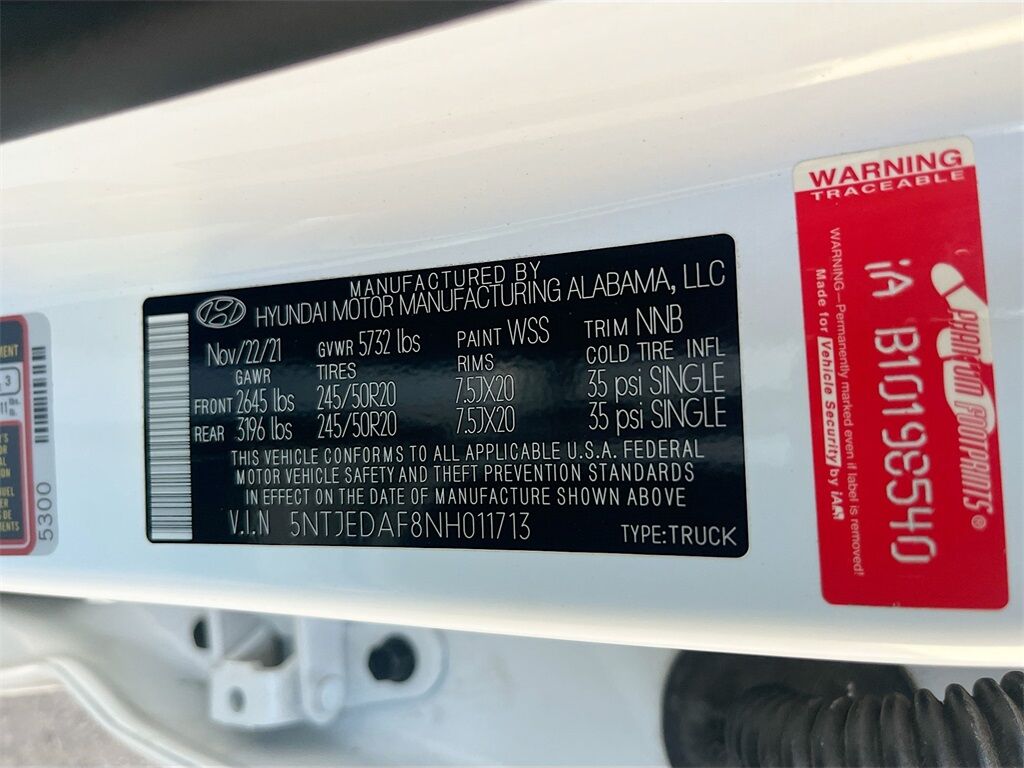 MANUFACTURED BY
HYUNDAI MOTOR MANUFACTURING ALABAMA, LLC
Nov/22/21 GVWR 5732 lbs PAINT WSS TRIM NNB
GAWR TIRES RIMS COLD TIRE INFL
FRONT 2645 lbs 245/50R20 7.5JX20 35 psi SINGLE
REAR 3196 lbs 245/50R20 7.5JX20 35 psi SINGLE
THIS VEHICLE CONFORMS TO ALL APPLICABLE U.S.A. FEDERAL
MOTOR VEHICLE SAFETY AND THEFT PREVENTION STANDARDS
IN EFFECT ON THE DATE OF MANUFACTURE SHOWN ABOVE
V.I.N 5NTJEDAF8NH011713 TYPE:TRUCK
WARNING
TRACEABLE
PHANTOM FOOTPRINTS®
iA B10198540
WARNING—Permanently marked even if label is removed!
Made for Vehicle Security by iAM
5300
3